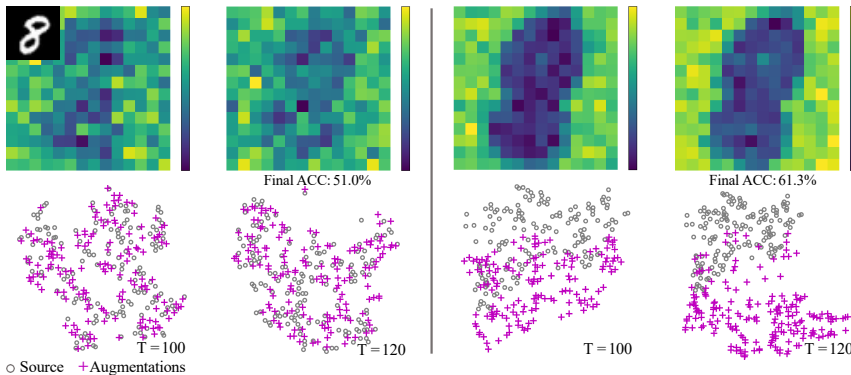 8
Final ACC: 51.0%
Final ACC: 61.3%
T = 100
T = 120
T = 100
T = 120
○ Source + Augmentations